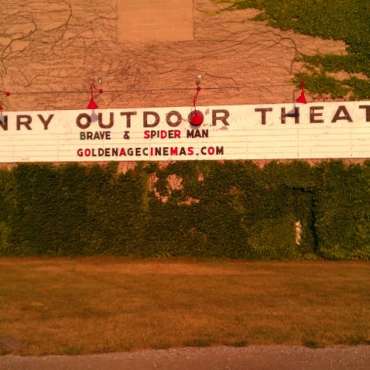 NRY OUTDOOR THEAT
BRAVE & SPIDER MAN
GOLDENAGECINEMAS.COM